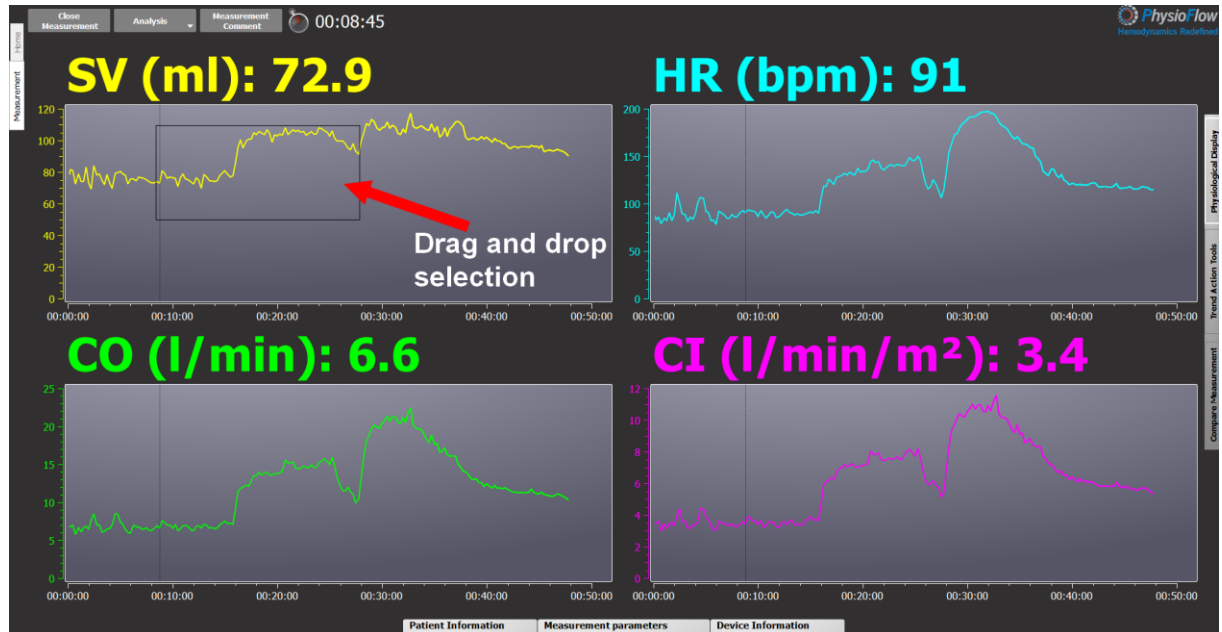 Close
Measurement
Analysis
Measurement
Comment
00:08:45
PhysioFlow
Hemodynamics Redefined
Home
Measurement
SV (ml): 72.9
120
100
80
60
40
20
0
00:00:00 00:10:00 00:20:00 00:30:00 00:40:00 00:50:00
Drag and drop
selection
HR (bpm): 91
200
150
100
50
0
00:00:00 00:10:00 00:20:00 00:30:00 00:40:00 00:50:00
CO (l/min): 6.6
25
20
15
10
5
0
00:00:00 00:10:00 00:20:00 00:30:00 00:40:00 00:50:00
CI (l/min/m²): 3.4
12
10
8
6
4
2
0
00:00:00 00:10:00 00:20:00 00:30:00 00:40:00 00:50:00
Physiological Display
Trend Action Tools
Compare Measurement
Patient Information
Measurement parameters
Device Information